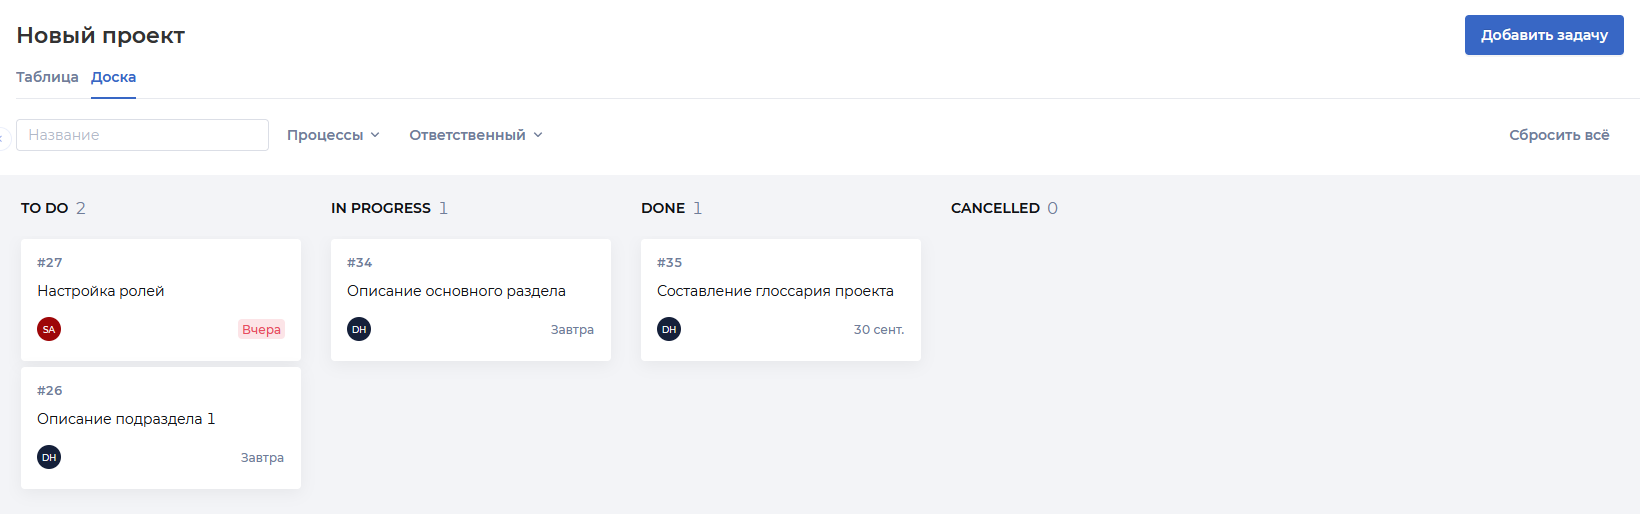 Новый проект
Добавить задачу
Таблица Доска
Название
Процессы
Ответственный
Сбросить всё
TO DO 2
#27
Настройка ролей
SA
Вчера
#26
Описание подраздела 1
DH
Завтра
IN PROGRESS 1
#34
Описание основного раздела
DH
Завтра
DONE 1
#35
Составление глоссария проекта
DH
30 сент.
CANCELLED 0